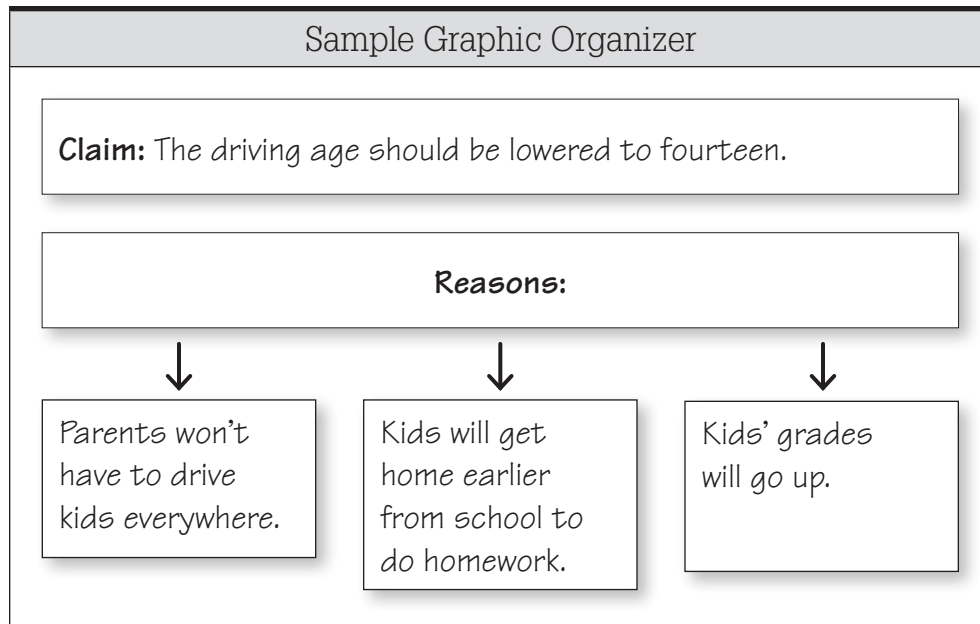 Sample Graphic Organizer
Claim: The driving age should be lowered to fourteen.
Reasons:
Parents won't
have to drive
kids everywhere.
Kids will get
home earlier
from school to
do homework.
Kids' grades
will go up.